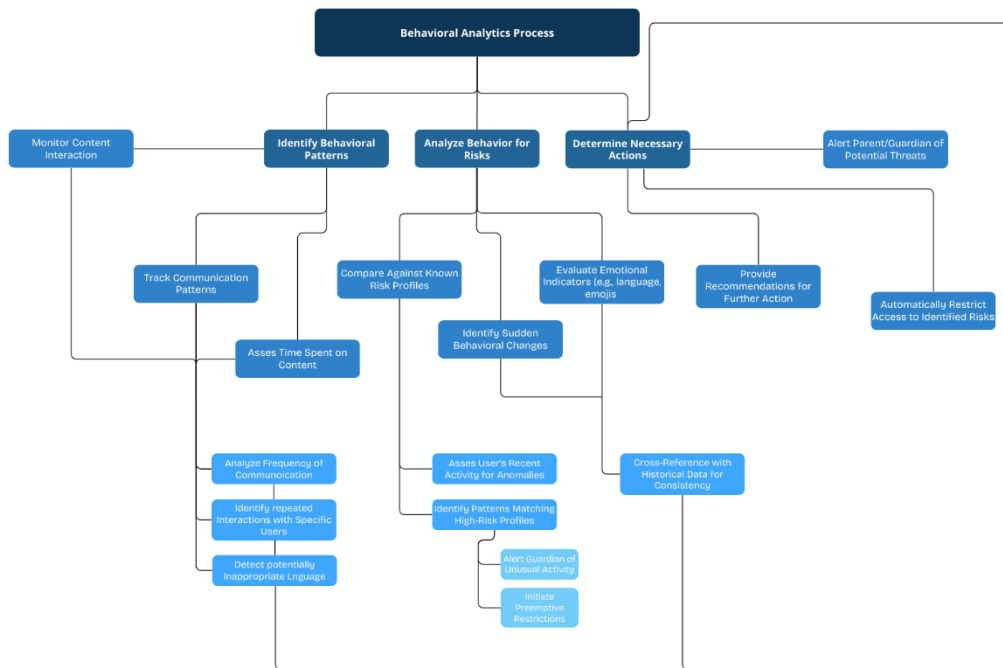 Behavioral Analytics Process
Monitor Content
Interaction
Identify Behavioral
Patterns
Analyze Behavior for
Risks
Determine Necessary
Actions
Alert Parent/Guardian of
Potential Threats
Track Communication
Patterns
Compare Against Known
Risk Profiles
Evaluate Emotional
Indicators (e.g., language,
emojis
Provide
Recommendations for
Further Action
Automatically Restrict
Access to Identified Risks
Identify Sudden
Behavioral Changes
Asses Time Spent on
Content
Analyze Frequency of
Communoication
Asses User's Recent
Activity for Anomalies
Cross-Reference with
Historical Data for
Consistency
Identify repeated
Interactions with Specific
Users
Identify Patterns Matching
High-Risk Profiles
Detect potentially
Inappropriate Lnguage
Alert Guardian of
Unusual Activity
Initiate
Preemptive
Restrictions